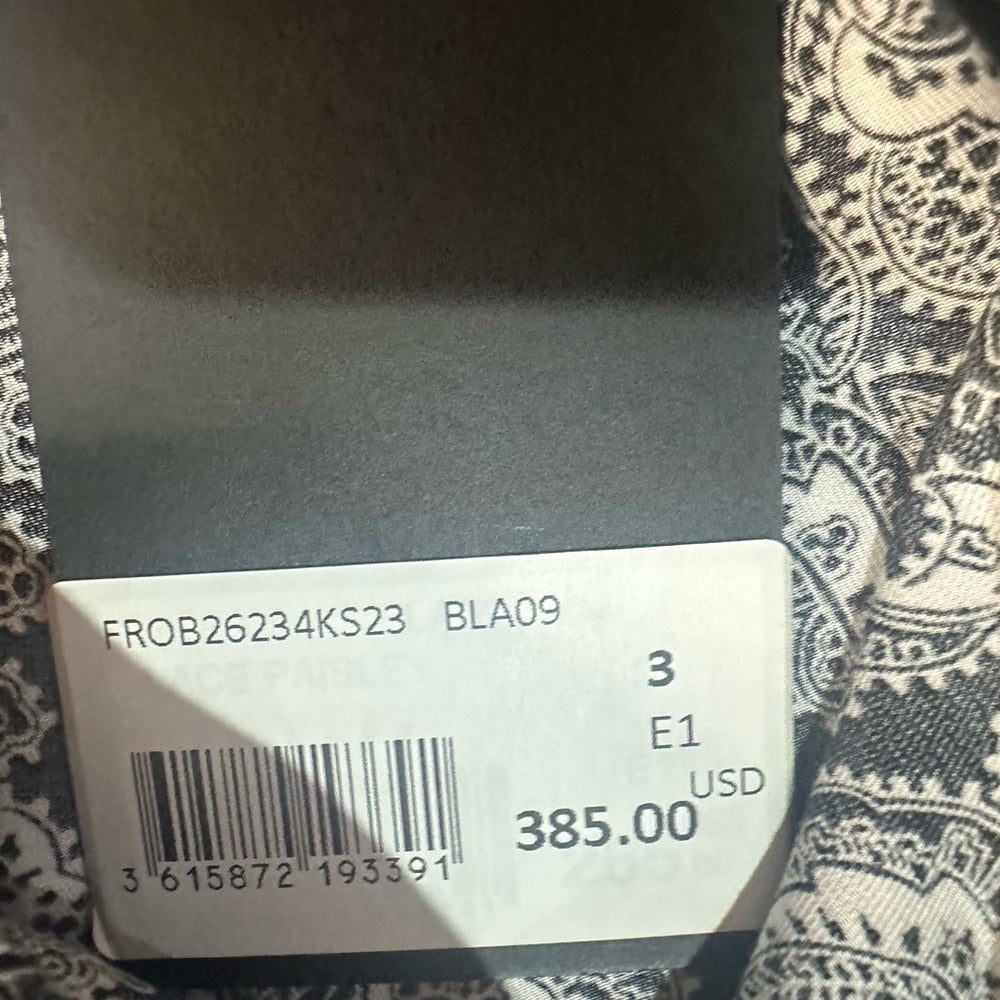 FROB26234KS23 BLA09
3
E1
USD
385.00
3 615872 193391